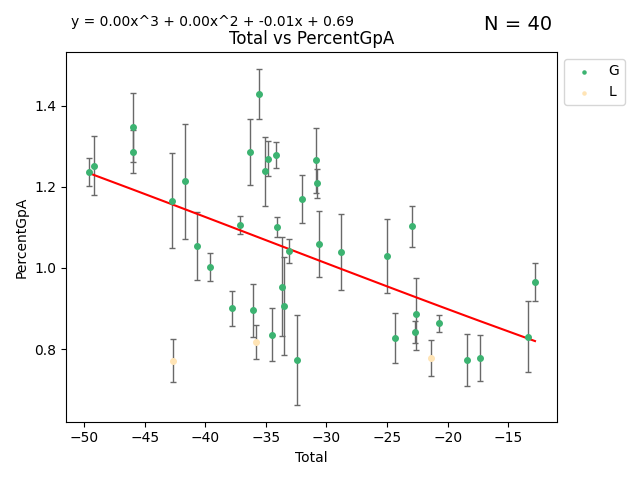 y = 0.00x^3 + 0.00x^2 + -0.01x + 0.69
N = 40
Total vs PercentGpA
G
L
1.4
1.2
1.0
0.8
PercentGpA
−50
−45
−40
−35
−30
−25
−20
−15
Total